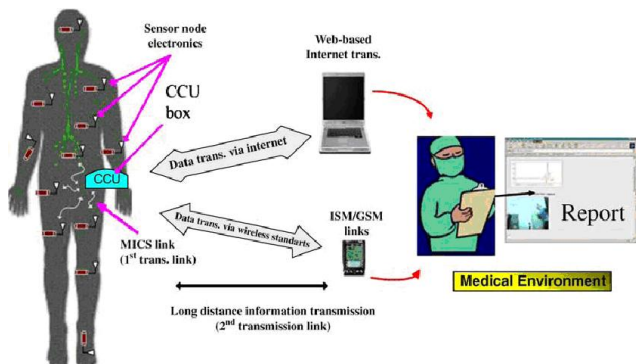 Sensor node
electronics
CCU
box
CCU
MICS link
(1st trans. link)
Data trans. via internet
Data trans. via wireless standarts
Web-based
Internet trans.
ISM/GSM
links
Long distance information transmission
(2nd transmission link)
Report
Medical Environment